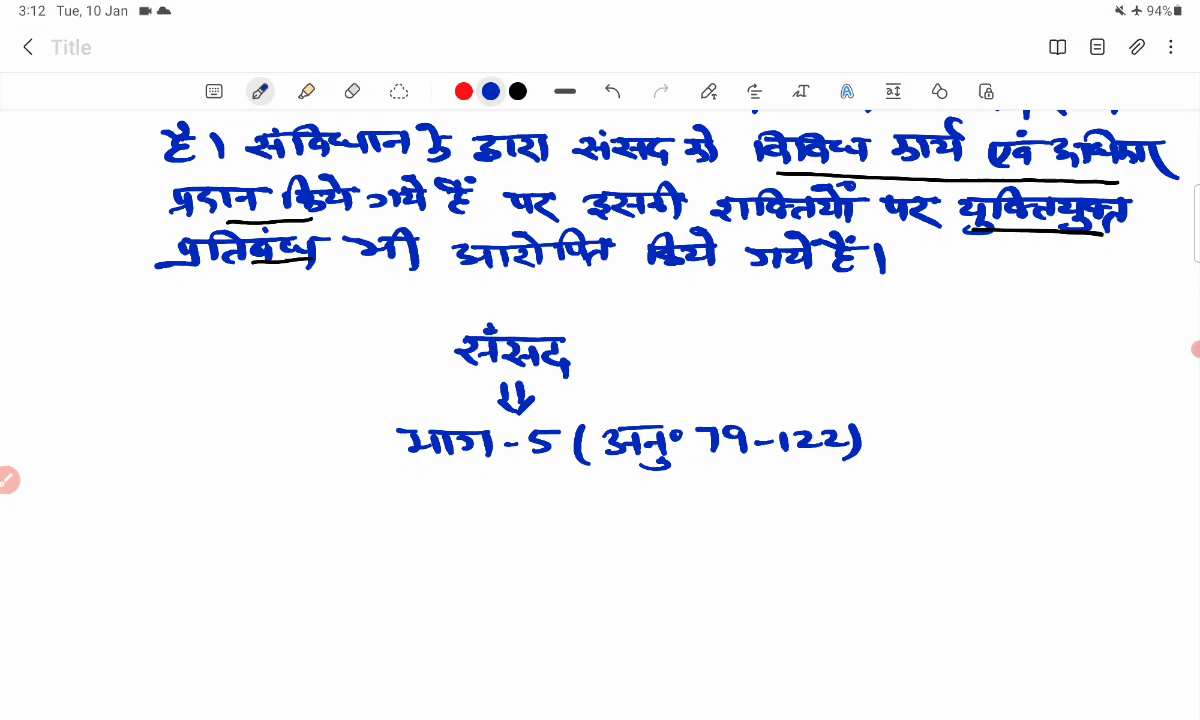 3:12 Tue, 10 Jan 94%
Title
है। संविधान के द्वारा संसद को विविध कार्य एवं अधिकार
प्रदान किये गये हैं पर इसकी शक्तियों पर युक्तियुक्त
प्रतिबंध भी आरोपित किये गये हैं।
संसद
⇓
भाग-5 (अनु० 79-122)